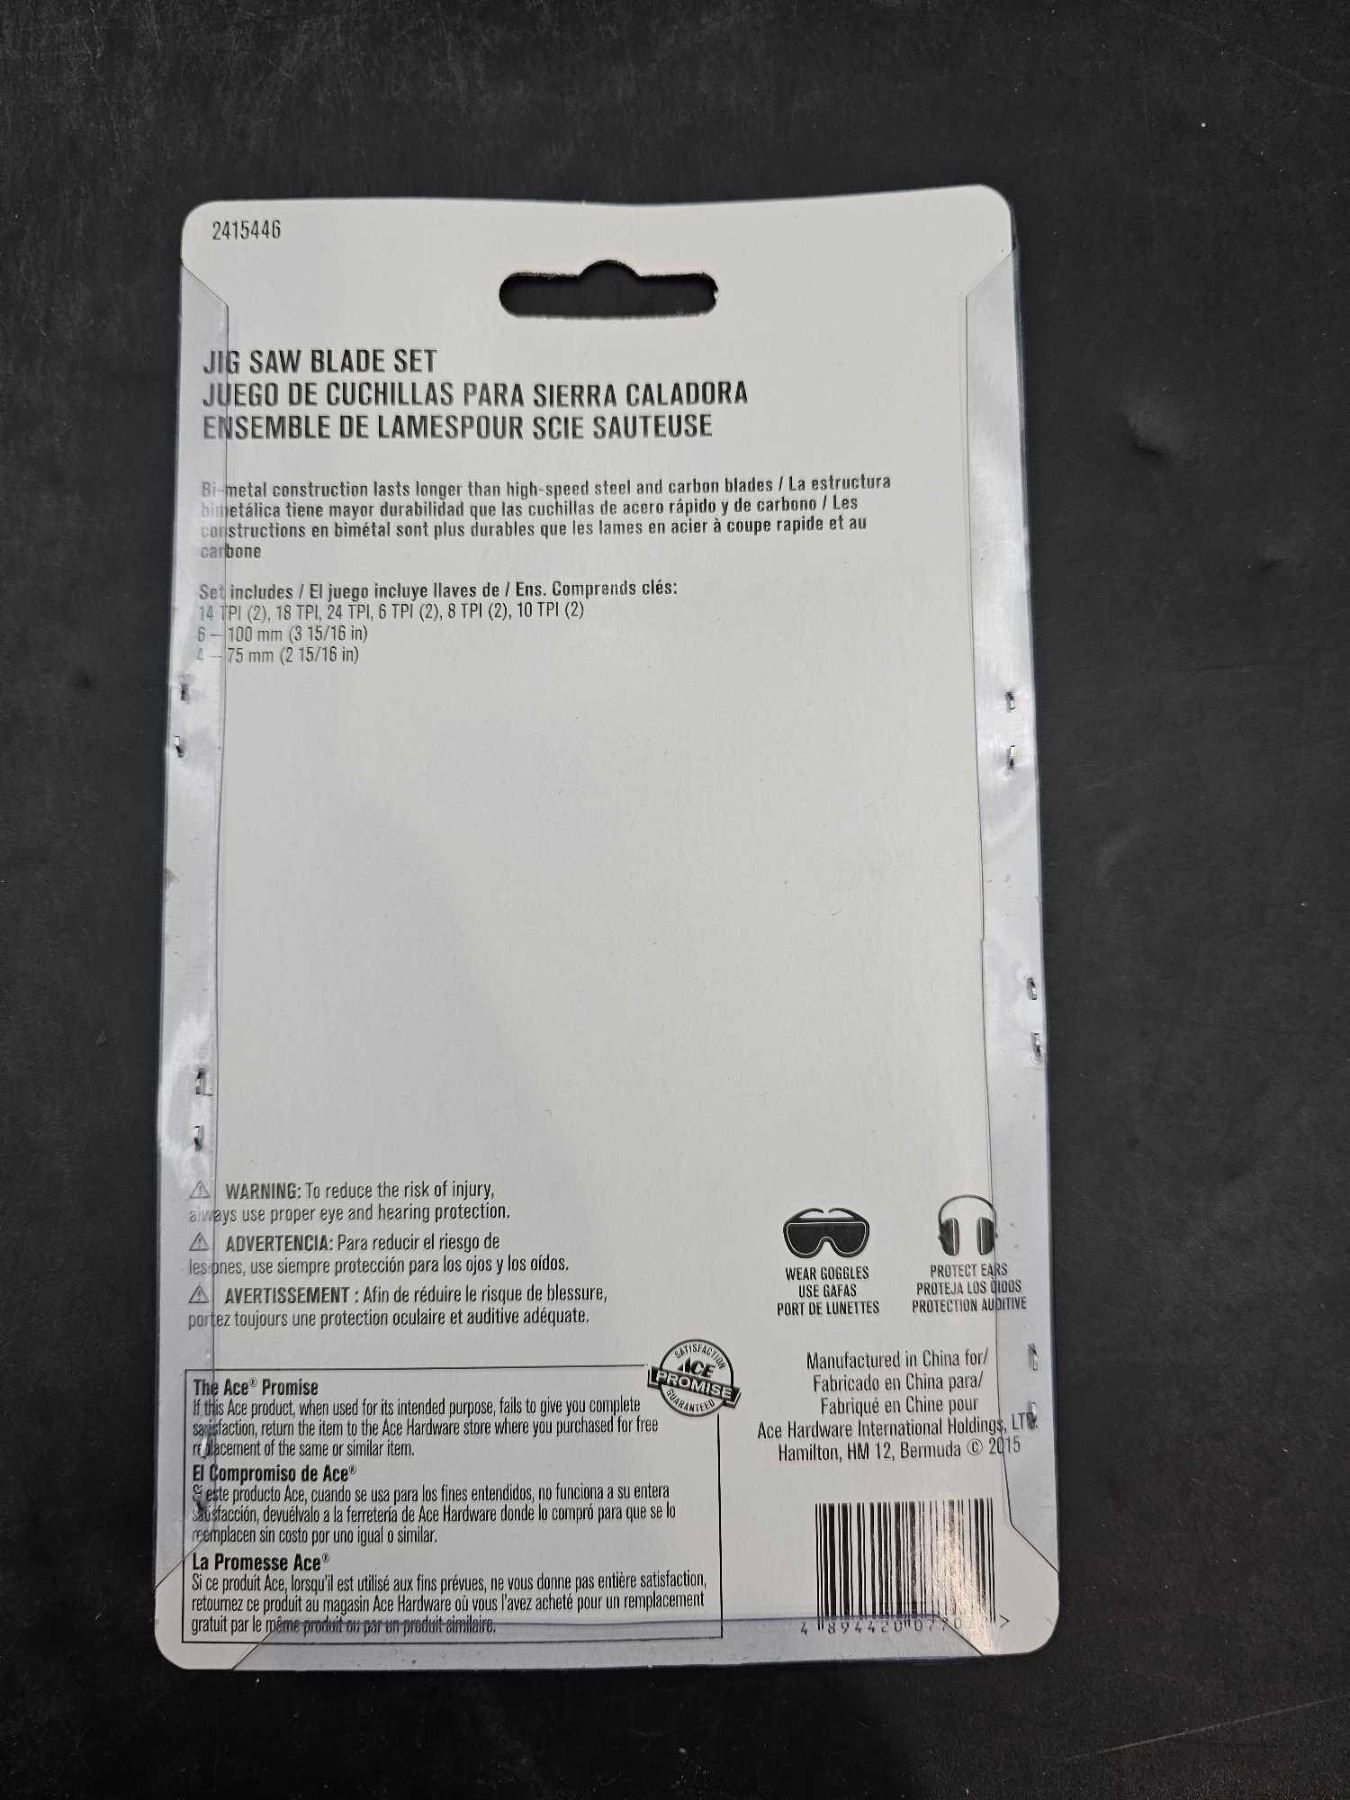 2415446
JIG SAW BLADE SET
JUEGO DE CUCHILLAS PARA SIERRA CALADORA
ENSEMBLE DE LAMESPOUR SCIE SAUTEUSE
Bi-metal construction lasts longer than high-speed steel and carbon blades / La estructura
bimetálica tiene mayor durabilidad que las cuchillas de acero rápido y de carbono / Les
constructions en bimétal sont plus durables que les lames en acier à coupe rapide et au
carbone
Set includes / El juego incluye llaves de / Ens. Comprends clés:
14 TPI (2), 18 TPI, 24 TPI, 6 TPI (2), 8 TPI (2), 10 TPI (2)
6 – 100 mm (3 15/16 in)
4 – 75 mm (2 15/16 in)
WARNING: To reduce the risk of injury,
always use proper eye and hearing protection.
ADVERTENCIA: Para reducir el riesgo de
lesiones, use siempre protección para los ojos y los oídos.
AVERTISSEMENT : Afin de réduire le risque de blessure,
portez toujours une protection oculaire et auditive adéquate.
WEAR GOGGLES
USE GAFAS
PORT DE LUNETTES
PROTECT EARS
PROTEJA LOS OIDOS
PROTECTION AUDITIVE
The Ace® Promise
If this Ace product, when used for its intended purpose, fails to give you complete
satisfaction, return the item to the Ace Hardware store where you purchased for free
replacement of the same or similar item.
El Compromiso de Ace®
Si este producto Ace, cuando se usa para los fines entendidos, no funciona a su entera
satisfacción, devuélvalo a la ferretería de Ace Hardware donde lo compró para que se lo
reemplacen sin costo por uno igual o similar.
La Promesse Ace®
Si ce produit Ace, lorsqu'il est utilisé aux fins prévues, ne vous donne pas entière satisfaction,
retournez ce produit au magasin Ace Hardware où vous l'avez acheté pour un remplacement
gratuit par le même produit ou par un produit similaire.
SATISFACTION
ACE
PROMISE
GUARANTEED
Manufactured in China for/
Fabricado en China para/
Fabriqué en Chine pour
Ace Hardware International Holdings, LTD.
Hamilton, HM 12, Bermuda © 2015